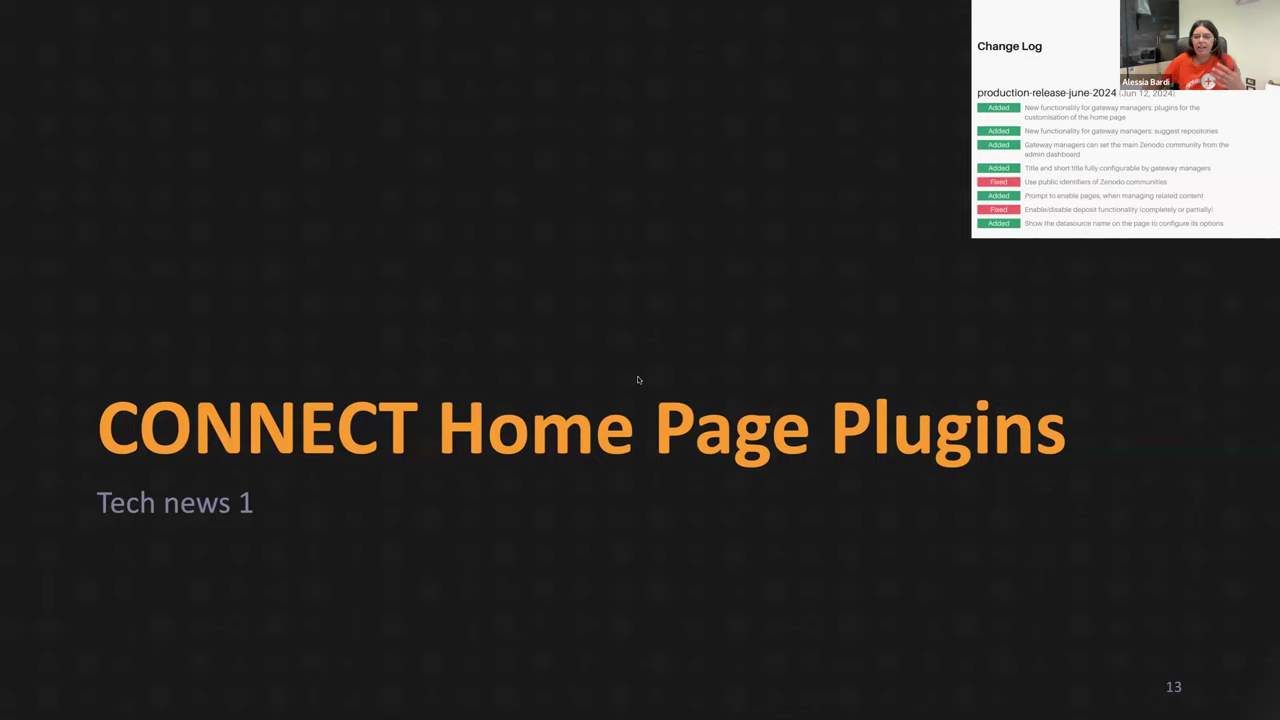 Change Log
Alessia Bardi
production-release-june-2024 (Jun 12, 2024)
Added New functionality for gateway managers: plugins for the
customisation of the home page
Added New functionality for gateway managers: suggest repositories
Added Gateway managers can set the main Zenodo community from the
admin dashboard
Added Title and short title fully configurable by gateway managers
Fixed Use public identifiers of Zenodo communities
Added Prompt to enable pages, when managing related content
Fixed Enable/disable deposit functionality (completely or partially)
Added Show the datasource name on the page to configure its options
CONNECT Home Page Plugins
Tech news 1
13